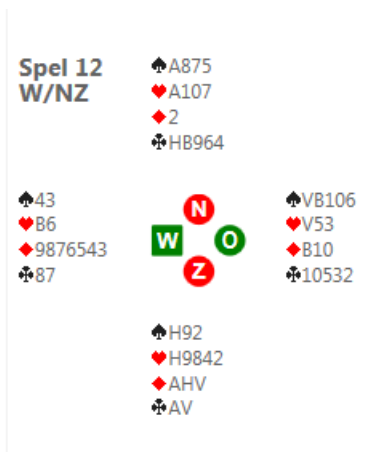 Spel 12
W/NZ
♠A875
♥A107
♦2
♣HB964
♠43
♥B6
♦9876543
♣87
N
W O
Z
♠VB106
♥V53
♦B10
♣10532
♠H92
♥H9842
♦AHV
♣AV